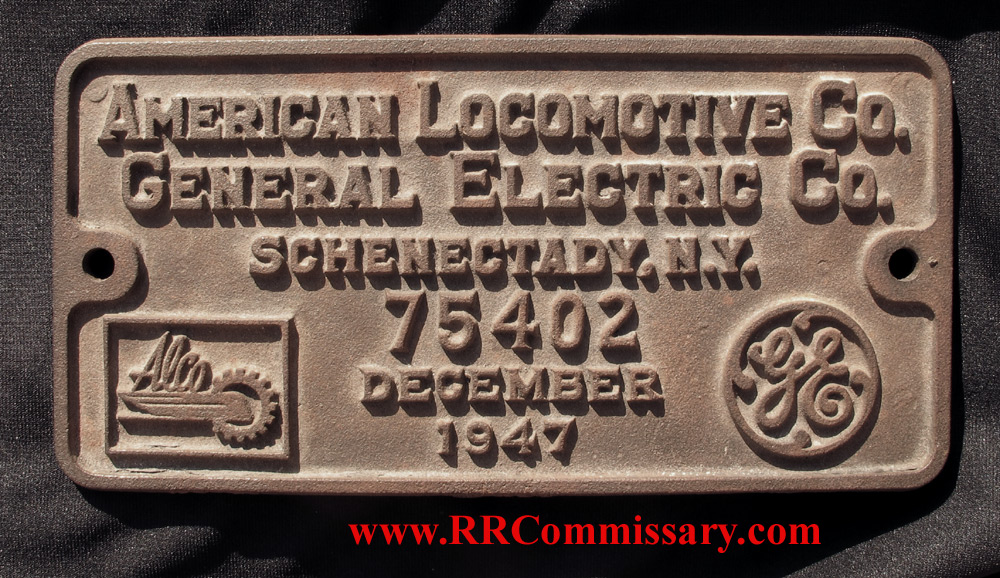 AMERICAN LOCOMOTIVE CO.
GENERAL ELECTRIC CO.
SCHENECTADY, N.Y.
75402
DECEMBER
1947
Alco
GE
www.RRCommissary.com